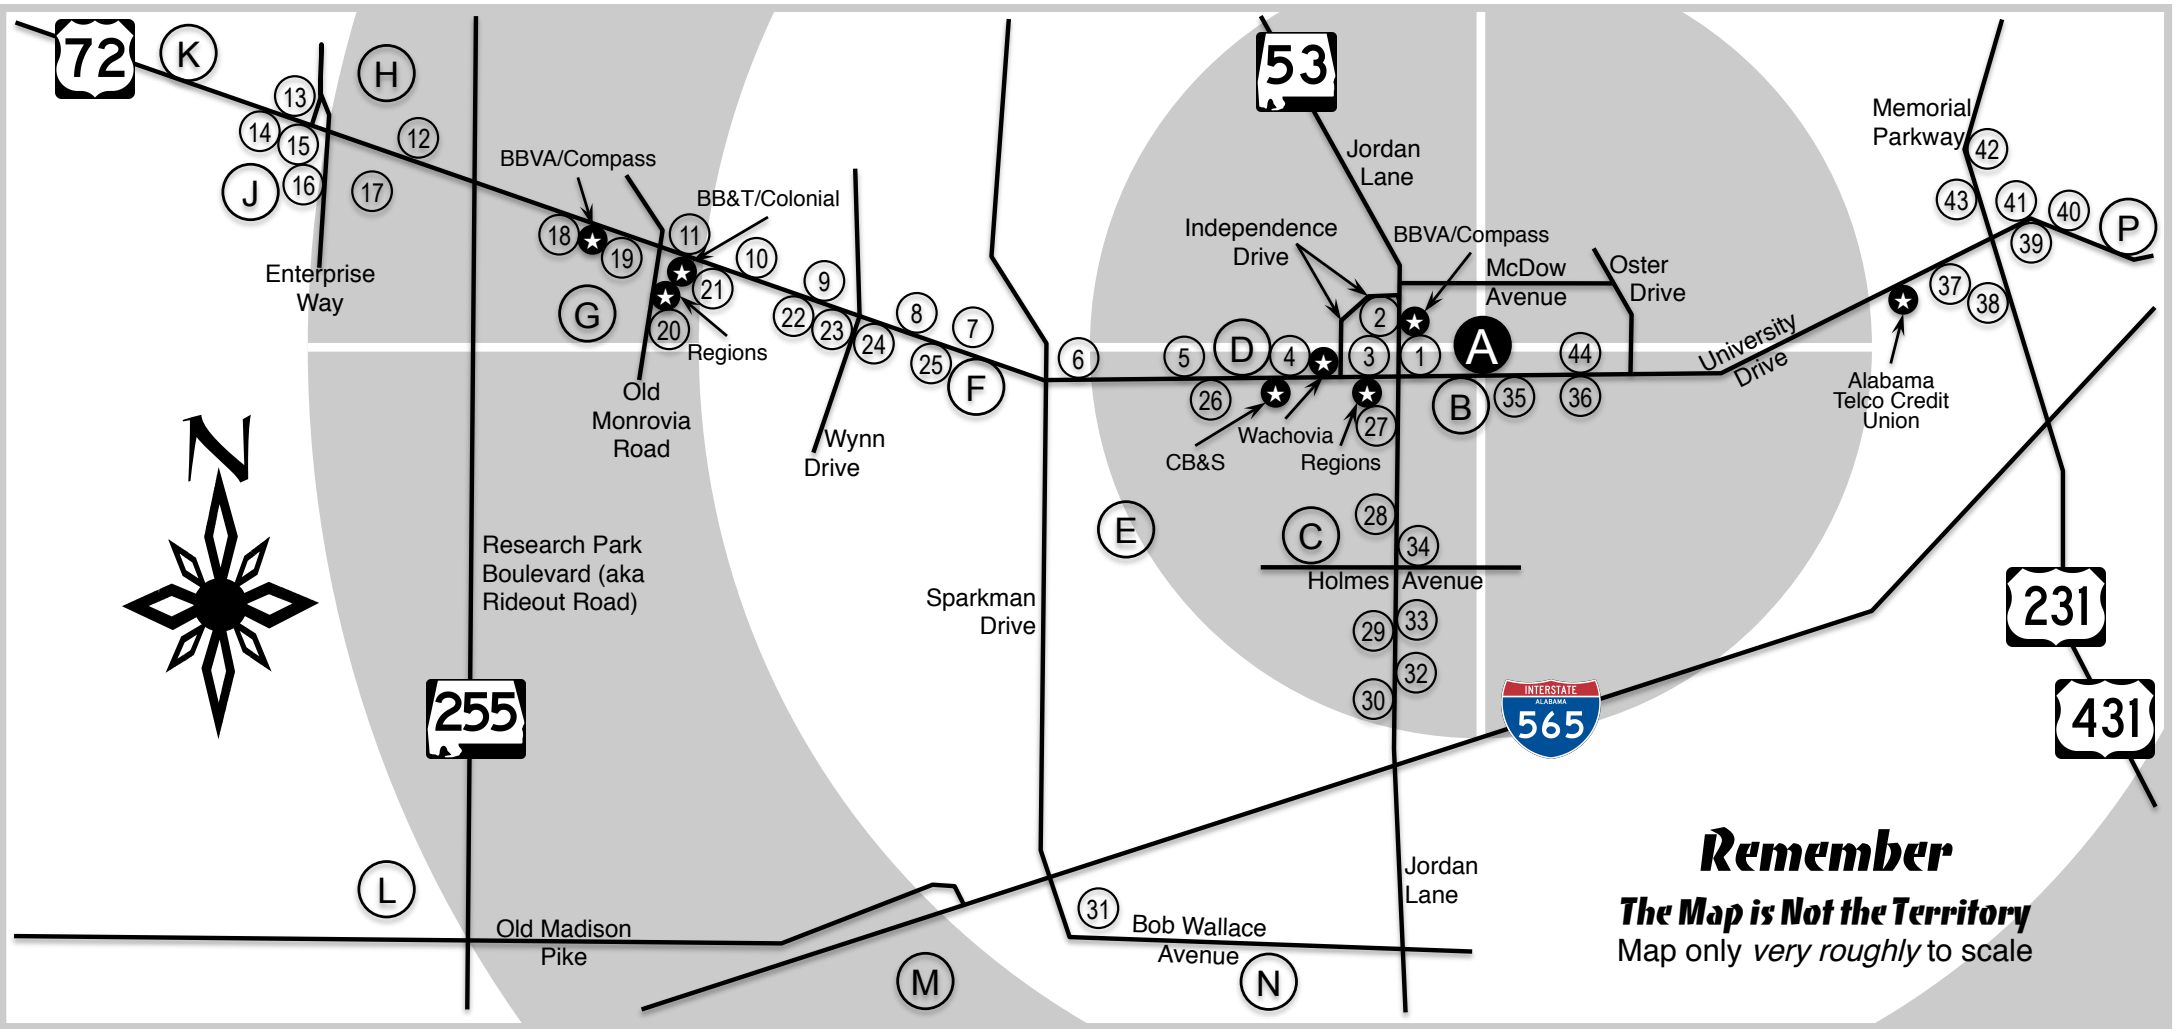 72
K
H
13
14
15
12
J
16
17
BBVA/Compass
BB&T/Colonial
18
19
11
10
21
9
G
20
22
23
24
8
7
25
F
Regions
Enterprise
Way
Old
Monrovia
Road
Wynn
Drive
53
Jordan
Lane
Independence
Drive
BBVA/Compass
McDow
Avenue
Oster
Drive
2
6
5
D
4
3
1
A
44
26
B
35
36
27
CB&S
Wachovia
Regions
University
Drive
Memorial
Parkway
42
43
41
40
P
39
37
38
Alabama
Telco Credit
Union
N
E
C
28
34
Holmes
Avenue
29
33
32
30
Research Park
Boulevard (aka
Rideout Road)
Sparkman
Drive
255
INTERSTATE
ALABAMA
565
231
431
L
Old Madison
Pike
31
Bob Wallace
Avenue
M
N
Jordan
Lane
Remember
The Map is Not the Territory
Map only very roughly to scale